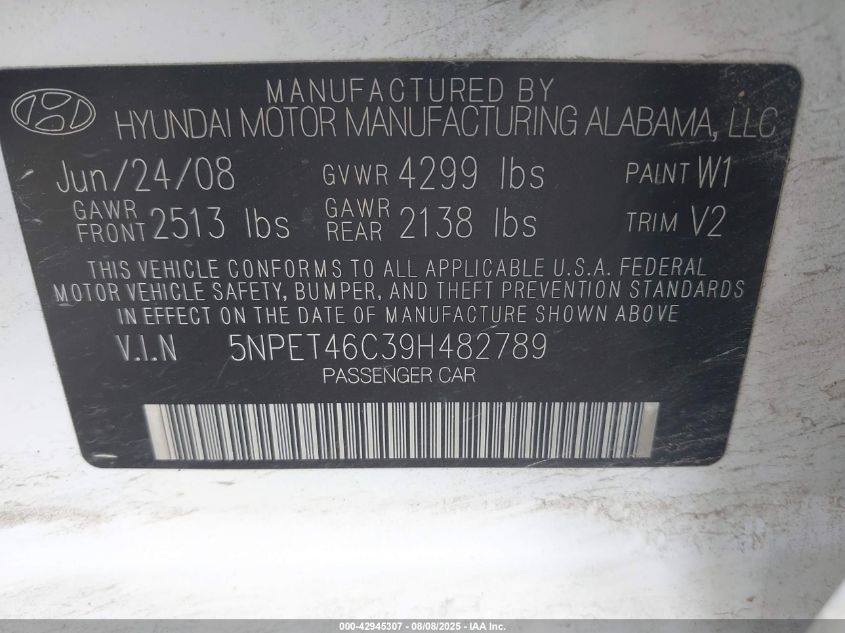 MANUFACTURED BY
HYUNDAI MOTOR MANUFACTURING ALABAMA, LLC
Jun/24/08 GVWR 4299 lbs PAINT W1
GAWR FRONT 2513 lbs GAWR REAR 2138 lbs TRIM V2
THIS VEHICLE CONFORMS TO ALL APPLICABLE U.S.A. FEDERAL
MOTOR VEHICLE SAFETY, BUMPER, AND THEFT PREVENTION STANDARDS
IN EFFECT ON THE DATE OF MANUFACTURE SHOWN ABOVE
V.I.N 5NPET46C39H482789
PASSENGER CAR
000-42945307 - 08/08/2025 - IAA Inc.